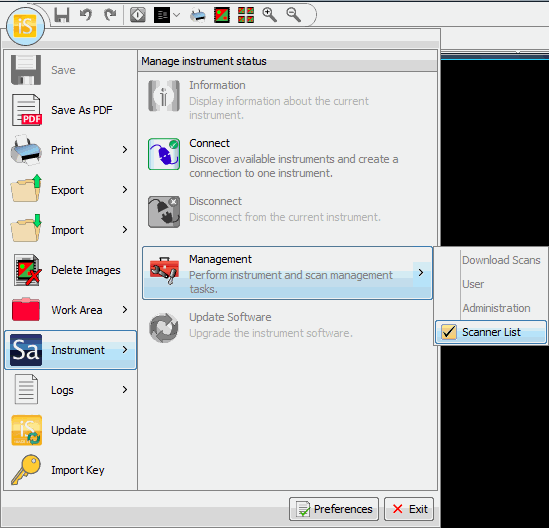 iS
Save
Save As PDF
PDF
Print
Export
Import
Delete Images
Work Area
Sa
Instrument
Logs
iS
Update
Import Key
Manage instrument status
Information
Display information about the current
instrument.
Connect
Discover available instruments and create a
connection to one instrument.
Disconnect
Disconnect from the current instrument.
Management
Perform instrument and scan management
tasks.
Update Software
Upgrade the instrument software.
Download Scans
User
Administration
Scanner List
Preferences
Exit